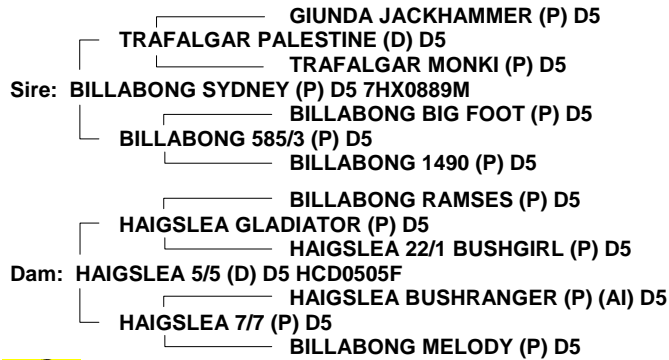 GIUNDA JACKHAMMER (P) D5
TRAFALGAR PALESTINE (D) D5
TRAFALGAR MONKI (P) D5
Sire: BILLABONG SYDNEY (P) D5 7HX0889M
BILLABONG BIG FOOT (P) D5
BILLABONG 585/3 (P) D5
BILLABONG 1490 (P) D5
BILLABONG RAMSES (P) D5
HAIGSLEA GLADIATOR (P) D5
HAIGSLEA 22/1 BUSHGIRL (P) D5
Dam: HAIGSLEA 5/5 (D) D5 HCD0505F
HAIGSLEA BUSHRANGER (P) (AI) D5
HAIGSLEA 7/7 (P) D5
BILLABONG MELODY (P) D5